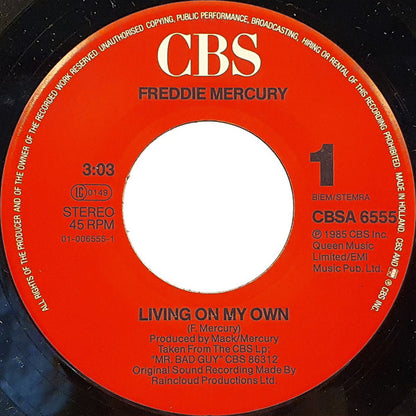 ALL RIGHTS OF THE PRODUCER AND OF THE OWNER OF THE RECORDED WORK RESERVED. UNAUTHORISED COPYING, PUBLIC PERFORMANCE, BROADCASTING, HIRING OR RENTAL OF THIS RECORD PROHIBITED. MADE IN HOLLAND. CBS AND ARE ® CBS INC.
CBS
FREDDIE MERCURY
3:03
LC 0149
STEREO
45 RPM
01-006555-1
1
BIEM/STEMRA
CBSA 6555
℗ 1985 CBS Inc.
Queen Music
Limited/EMI
Music Pub. Ltd.
LIVING ON MY OWN
(F. Mercury)
Produced by Mack/Mercury
Taken From The CBS Lp:
"MR. BAD GUY" CBS 86312
Original Sound Recording Made By
Raincloud Productions Ltd.